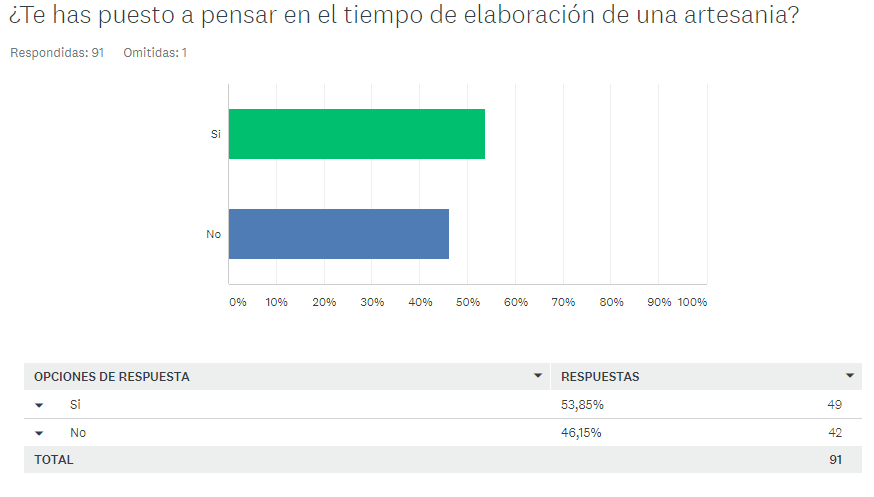 ¿Te has puesto a pensar en el tiempo de elaboración de una artesania?
Respondidas: 91 Omitidas: 1
Si
No
0% 10% 20% 30% 40% 50% 60% 70% 80% 90% 100%
OPCIONES DE RESPUESTA RESPUESTAS
Si 53,85% 49
No 46,15% 42
TOTAL 91